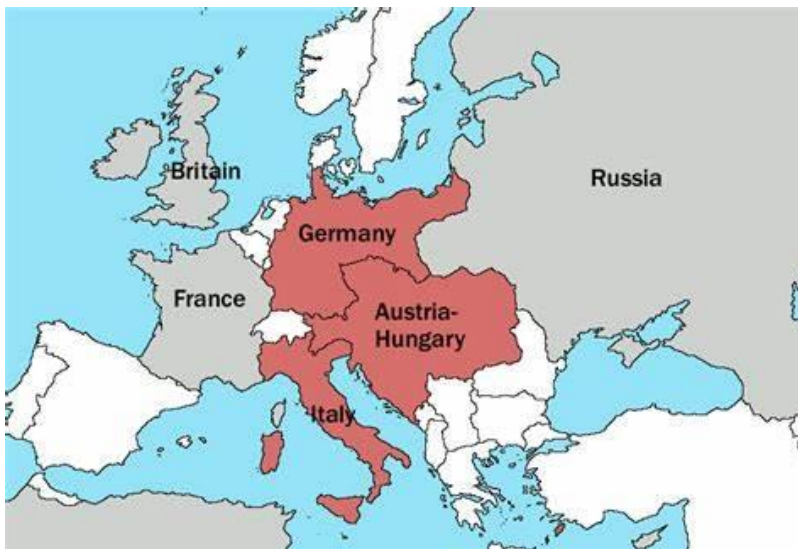 Britain
Russia
Germany
France
Austria-
Hungary
Italy